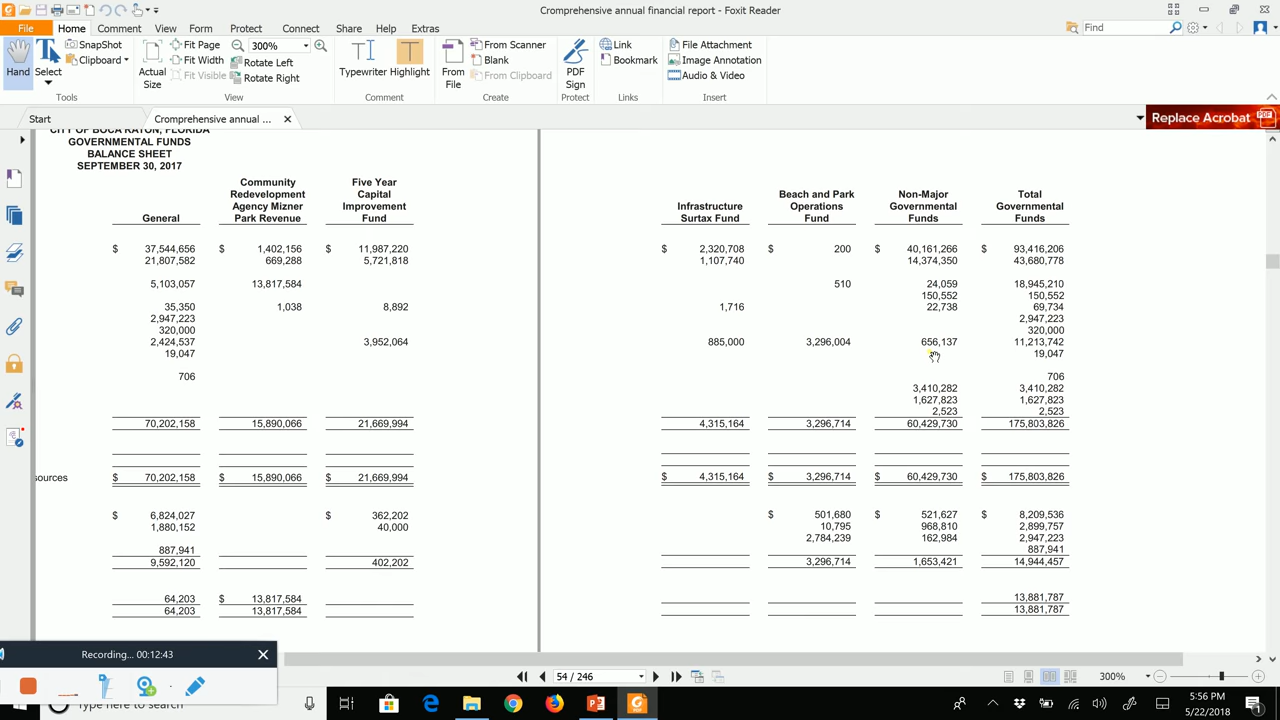 Cromprehensive annual financial report - Foxit Reader
File Home Comment View Form Protect Connect Share Help Extras
Find
Hand
Select
SnapShot
Clipboard
Tools
Actual Size
Fit Page
Fit Width
Fit Visible
300%
Rotate Left
Rotate Right
View
Typewriter
Highlight
Comment
From File
From Scanner
Blank
From Clipboard
Create
PDF Sign
Protect
Link
Bookmark
Links
File Attachment
Image Annotation
Audio & Video
Insert
Start
Cromprehensive annual ...
Replace Acrobat
CITY OF BOCA RATON, FLORIDA
GOVERNMENTAL FUNDS
BALANCE SHEET
SEPTEMBER 30, 2017
General
Community Redevelopment Agency Mizner Park Revenue
Five Year Capital Improvement Fund
Infrastructure Surtax Fund
Beach and Park Operations Fund
Non-Major Governmental Funds
Total Governmental Funds
$ 37,544,656 $ 1,402,156 $ 11,987,220 $ 2,320,708 $ 200 $ 40,161,266 $ 93,416,206
21,807,582 669,288 5,721,818 1,107,740 14,374,350 43,680,778
5,103,057 13,817,584 510 24,059 18,945,210
150,552 150,552
35,350 1,038 8,892 1,716 22,738 69,734
2,947,223 2,947,223
320,000 320,000
2,424,537 3,952,064 885,000 3,296,004 656,137 11,213,742
19,047 19,047
706 706
3,410,282 3,410,282
1,627,823 1,627,823
2,523 2,523
70,202,158 15,890,066 21,669,994 4,315,164 3,296,714 60,429,730 175,803,826
sources $ 70,202,158 $ 15,890,066 $ 21,669,994 $ 4,315,164 $ 3,296,714 $ 60,429,730 $ 175,803,826
$ 6,824,027 $ 362,202 $ 501,680 $ 521,627 $ 8,209,536
1,880,152 40,000 10,795 968,810 2,899,757
2,784,239 162,984 2,947,223
887,941 887,941
9,592,120 402,202 3,296,714 1,653,421 14,944,457
64,203 $ 13,817,584 13,881,787
64,203 13,817,584 13,881,787
Recording... 00:12:43
54 / 246
300%
Type here to search
5:56 PM
5/22/2018